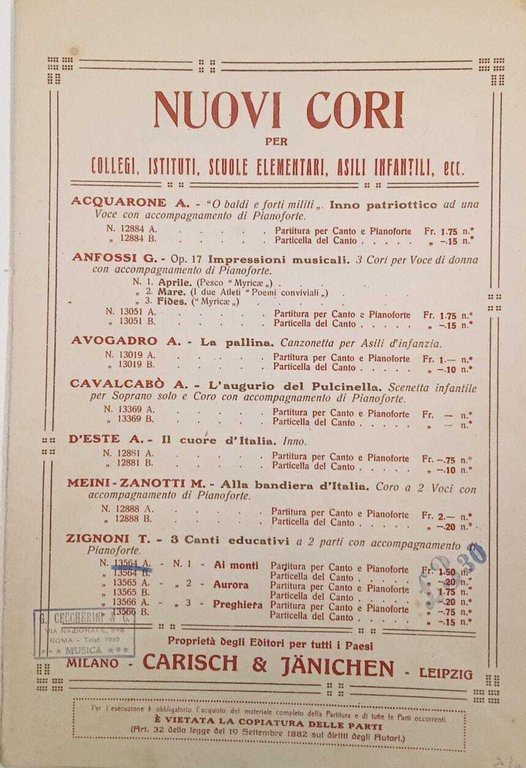 NUOVI CORI
PER
COLLEGI, ISTITUTI, SCUOLE ELEMENTARI, ASILI INFANTILI, ecc.
ACQUARONE A. - "O baldi e forti militi„. Inno patriottico ad una
Voce con accompagnamento di Pianoforte.
N. 12884 A. . . . . . Partitura per Canto e Pianoforte Fr. 1.75 n.*
„ 12884 B. . . . . . Particella del Canto . . . . „ -.15 n.*
ANFOSSI G. - Op. 17 Impressioni musicali. 3 Cori per Voce di donna
con accompagnamento di Pianoforte.
N. 1. Aprile. (Pesco "Myricæ„)
„ 2. Mare. (I due Atleti "Poemi conviviali„)
„ 3. Fides. ("Myricæ„)
N. 13051 A. . . . . . Partitura per Canto e Pianoforte Fr. 1.75 n.*
„ 13051 B. . . . . . Particella del Canto . . . . „ -.15 n.*
AVOGADRO A. - La pallina. Canzonetta per Asili d'infanzia.
N. 13019 A. . . . . . Partitura per Canto e Pianoforte Fr. 1.— n.*
„ 13019 B. . . . . . Particella del Canto . . . . „ -.10 n.*
CAVALCABÒ A. - L'augurio del Pulcinella. Scenetta infantile
per Soprano solo e Coro con accompagnamento di Pianoforte.
N. 13369 A. . . . . . Partitura per Canto e Pianoforte Fr. — n.*
„ 13369 B. . . . . . Particella del Canto . . . . „ — n.*
D'ESTE A. - Il cuore d'Italia. Inno.
N. 12881 A. . . . . . Partitura per Canto e Pianoforte Fr. -.75 n.*
„ 12881 B. . . . . . Particella del Canto . . . . „ -.10 n.*
MEINI-ZANOTTI M. - Alla bandiera d'Italia. Coro a 2 Voci con
accompagnamento di Pianoforte.
N. 12888 A. . . . . . Partitura per Canto e Pianoforte Fr. 2.— n.*
„ 12888 B. . . . . . Particella del Canto . . . . „ -.20 n.*
ZIGNONI T. - 3 Canti educativi a 2 parti con accompagnamento di
Pianoforte.
N. 13564 A. - N. 1 - Ai monti Partitura per Canto e Pianoforte Fr. 1.50 n.*
„ 13564 B. Particella del Canto . . . . „ -.20 n.*
„ 13565 A. - „ 2 - Aurora Partitura per Canto e Pianoforte „ 1.75 n.*
„ 13565 B. Particella del Canto . . . . „ -.20 n.*
„ 13566 A. - „ 3 - Preghiera Partitura per Canto e Pianoforte „ -.75 n.*
„ 13566 B. Particella del Canto . . . . „ -.15 n.*
G. CECCHERINI & C.
VIA NAZIONALE, 248
ROMA - Telef. 1910
*** MUSICA ***
Proprietà degli Editori per tutti i Paesi
MILANO - CARISCH & JÄNICHEN - LEIPZIG
Per l'esecuzione è obbligatorio l'acquisto del materiale completo della Partitura e di tutte le Parti occorrenti.
È VIETATA LA COPIATURA DELLE PARTI
(Art. 32 della legge del 19 Settembre 1882 sui diritti degli Autori.)